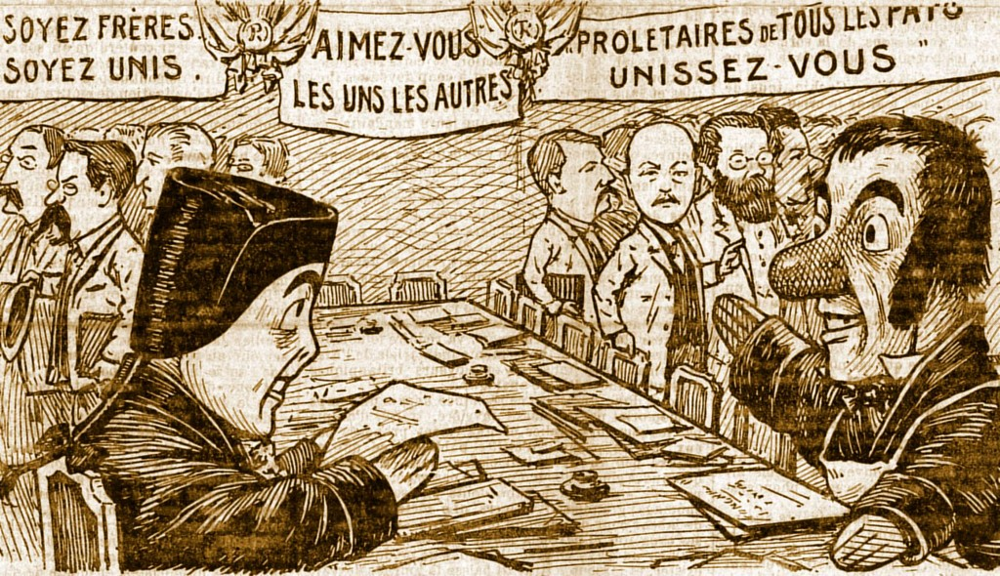 SOYEZ FRÈRES.
SOYEZ UNIS.
AIMEZ-VOUS
LES UNS LES AUTRES
PROLETAIRES DE TOUS LES PAYS
UNISSEZ-VOUS"